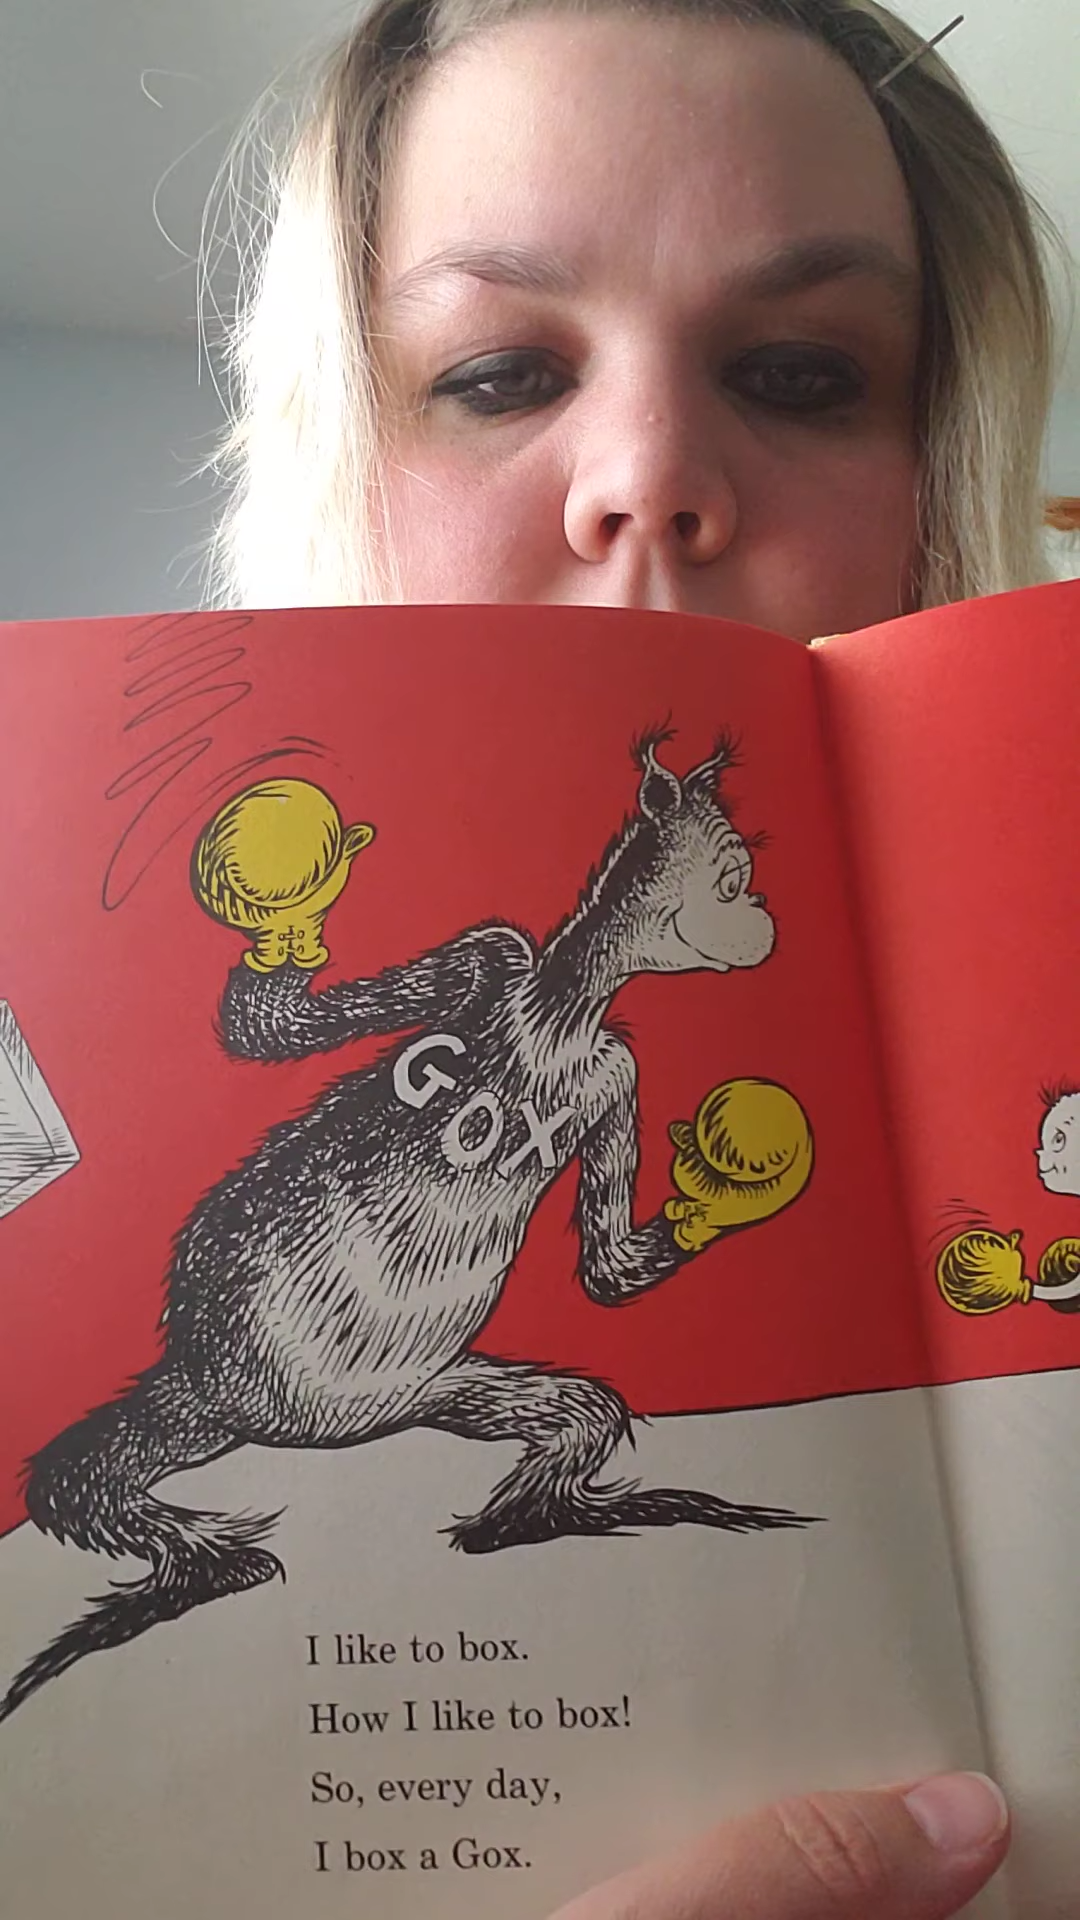 GOX
I like to box.
How I like to box!
So, every day,
I box a Gox.